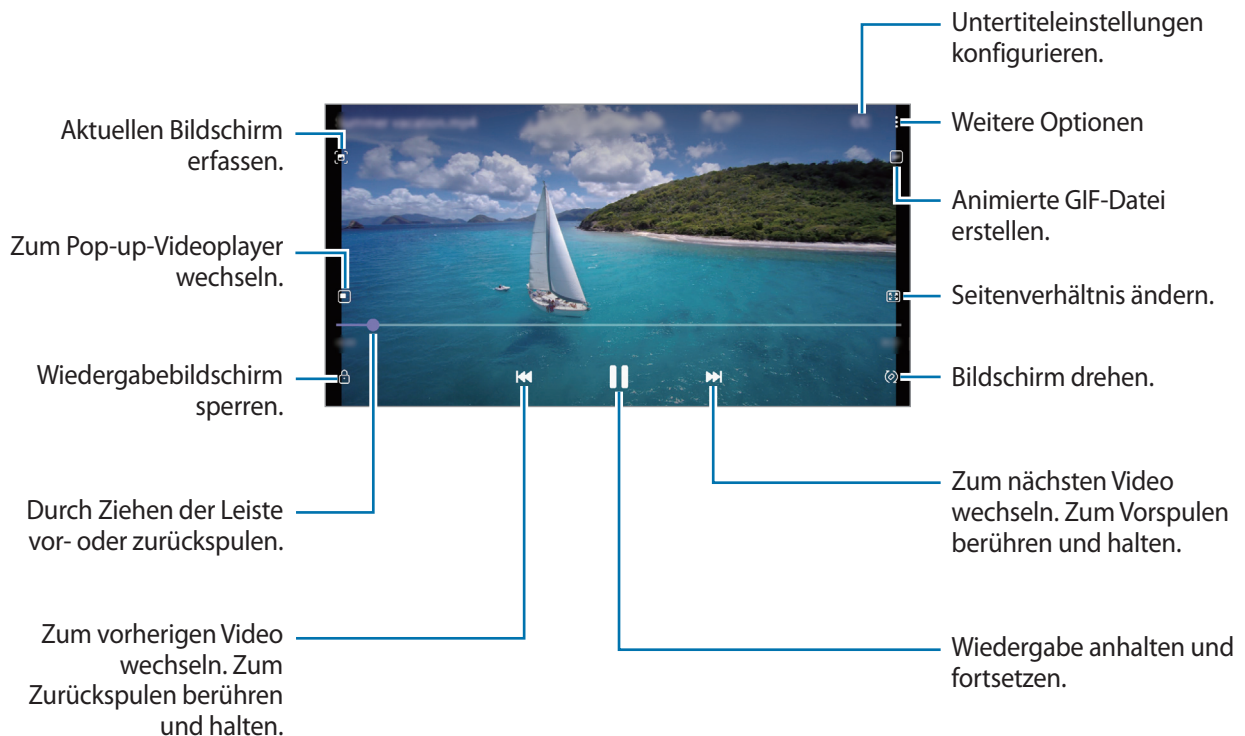 Untertiteleinstellungen
konfigurieren.
Aktuellen Bildschirm
erfassen.
Weitere Optionen
Animierte GIF-Datei
erstellen.
Zum Pop-up-Videoplayer
wechseln.
Seitenverhältnis ändern.
Wiedergabebildschirm
sperren.
Bildschirm drehen.
Durch Ziehen der Leiste
vor- oder zurückspulen.
Zum nächsten Video
wechseln. Zum Vorspulen
berühren und halten.
Zum vorherigen Video
wechseln. Zum
Zurückspulen berühren
und halten.
Wiedergabe anhalten und
fortsetzen.